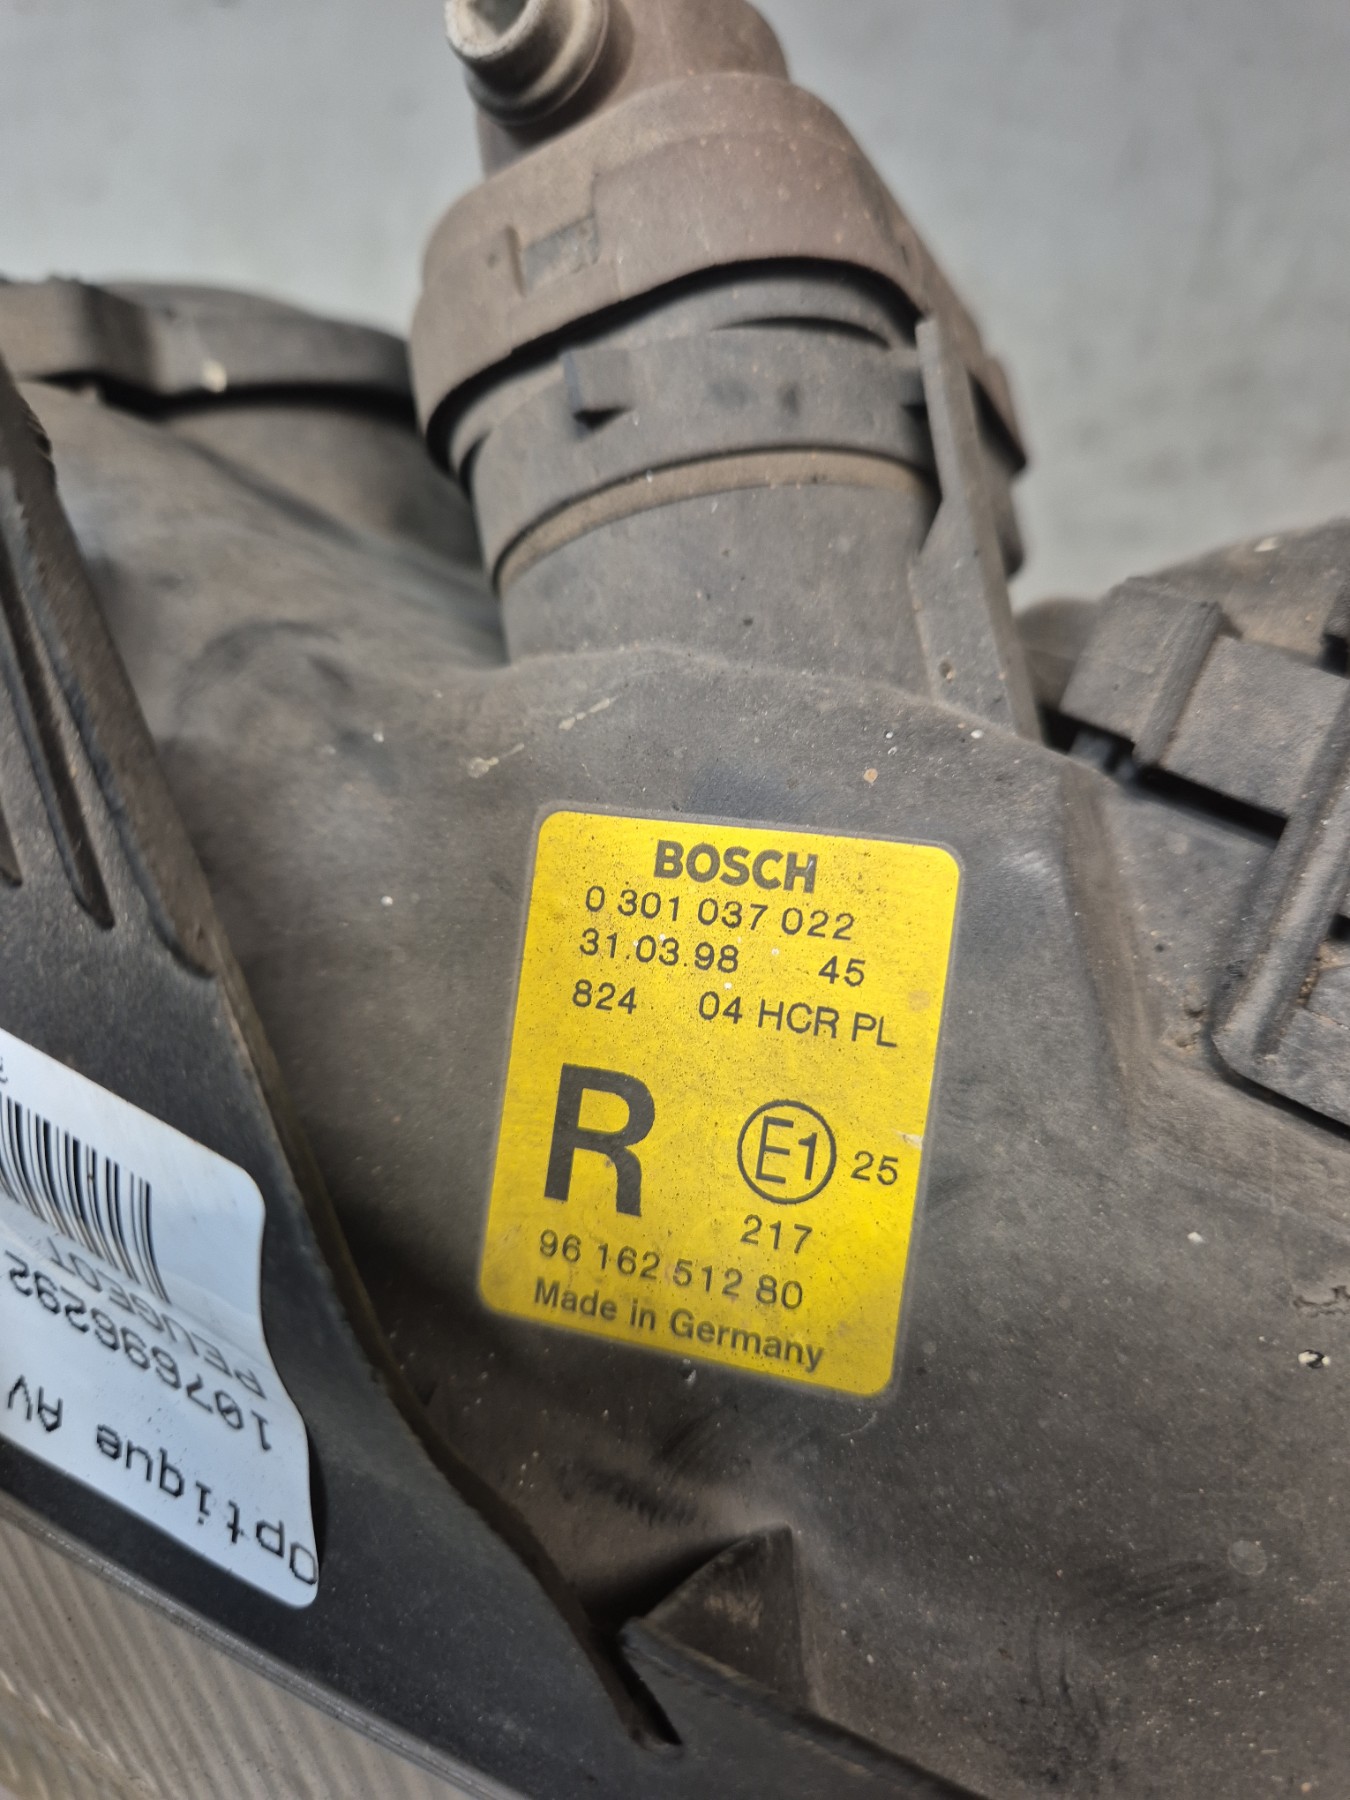 BOSCH
0 301 037 022
31.03.98 45
824 04 HCR PL
R E1 25
217
96 162 512 80
Made in Germany
Optique AV
107696292
PEUGEOT